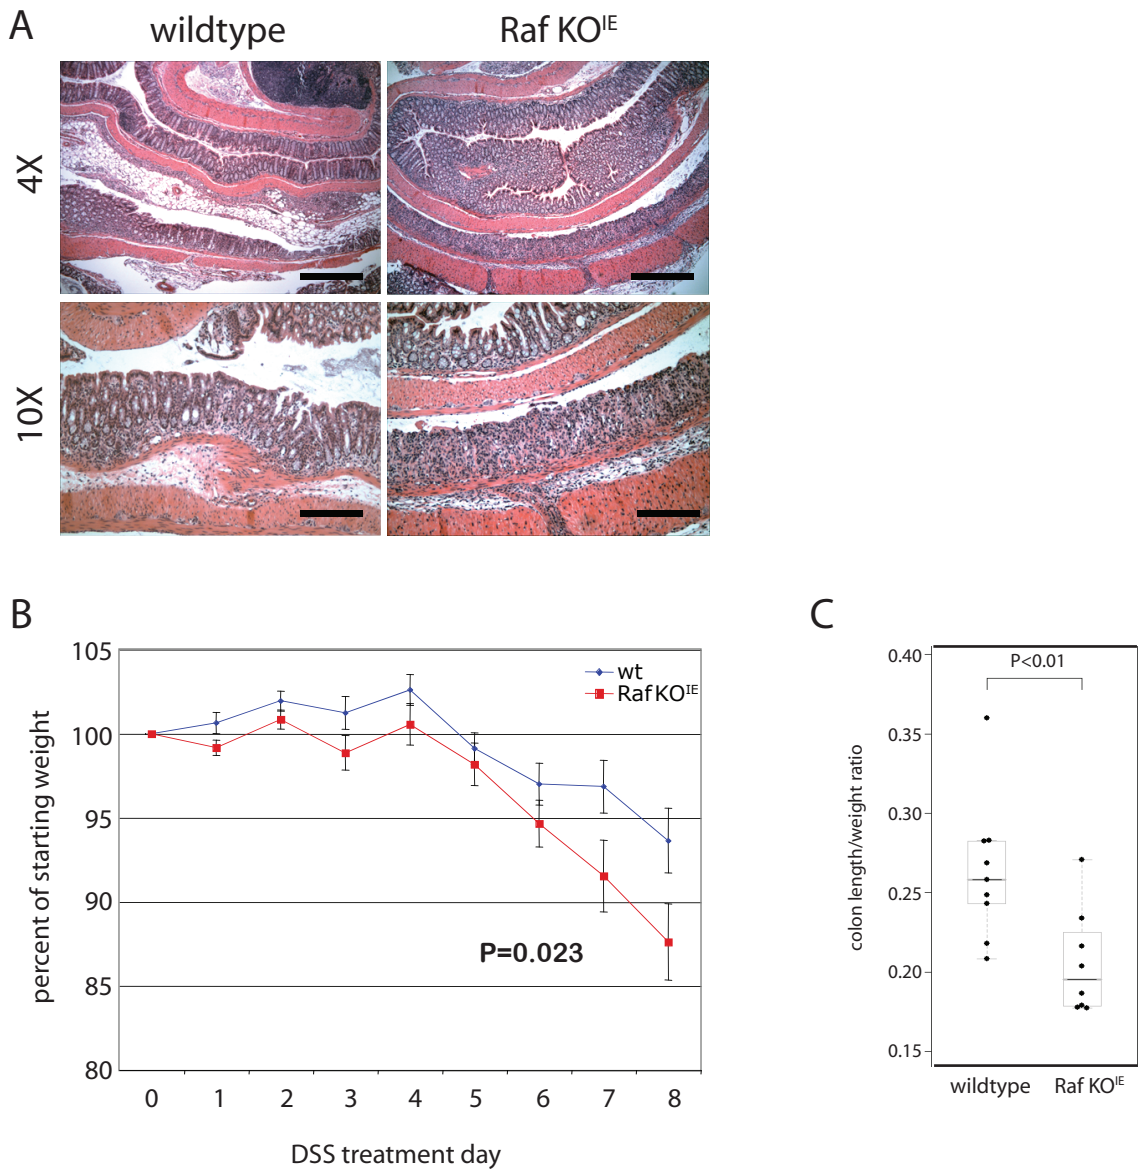 A
wildtype
Raf KOIE
4X
10X
B
105
100
95
90
85
80
percent of starting weight
wt
Raf KOIE
P=0.023
0 1 2 3 4 5 6 7 8
DSS treatment day
C
0.40
0.35
0.30
0.25
0.20
0.15
colon length/weight ratio
P<0.01
wildtype
Raf KOIE